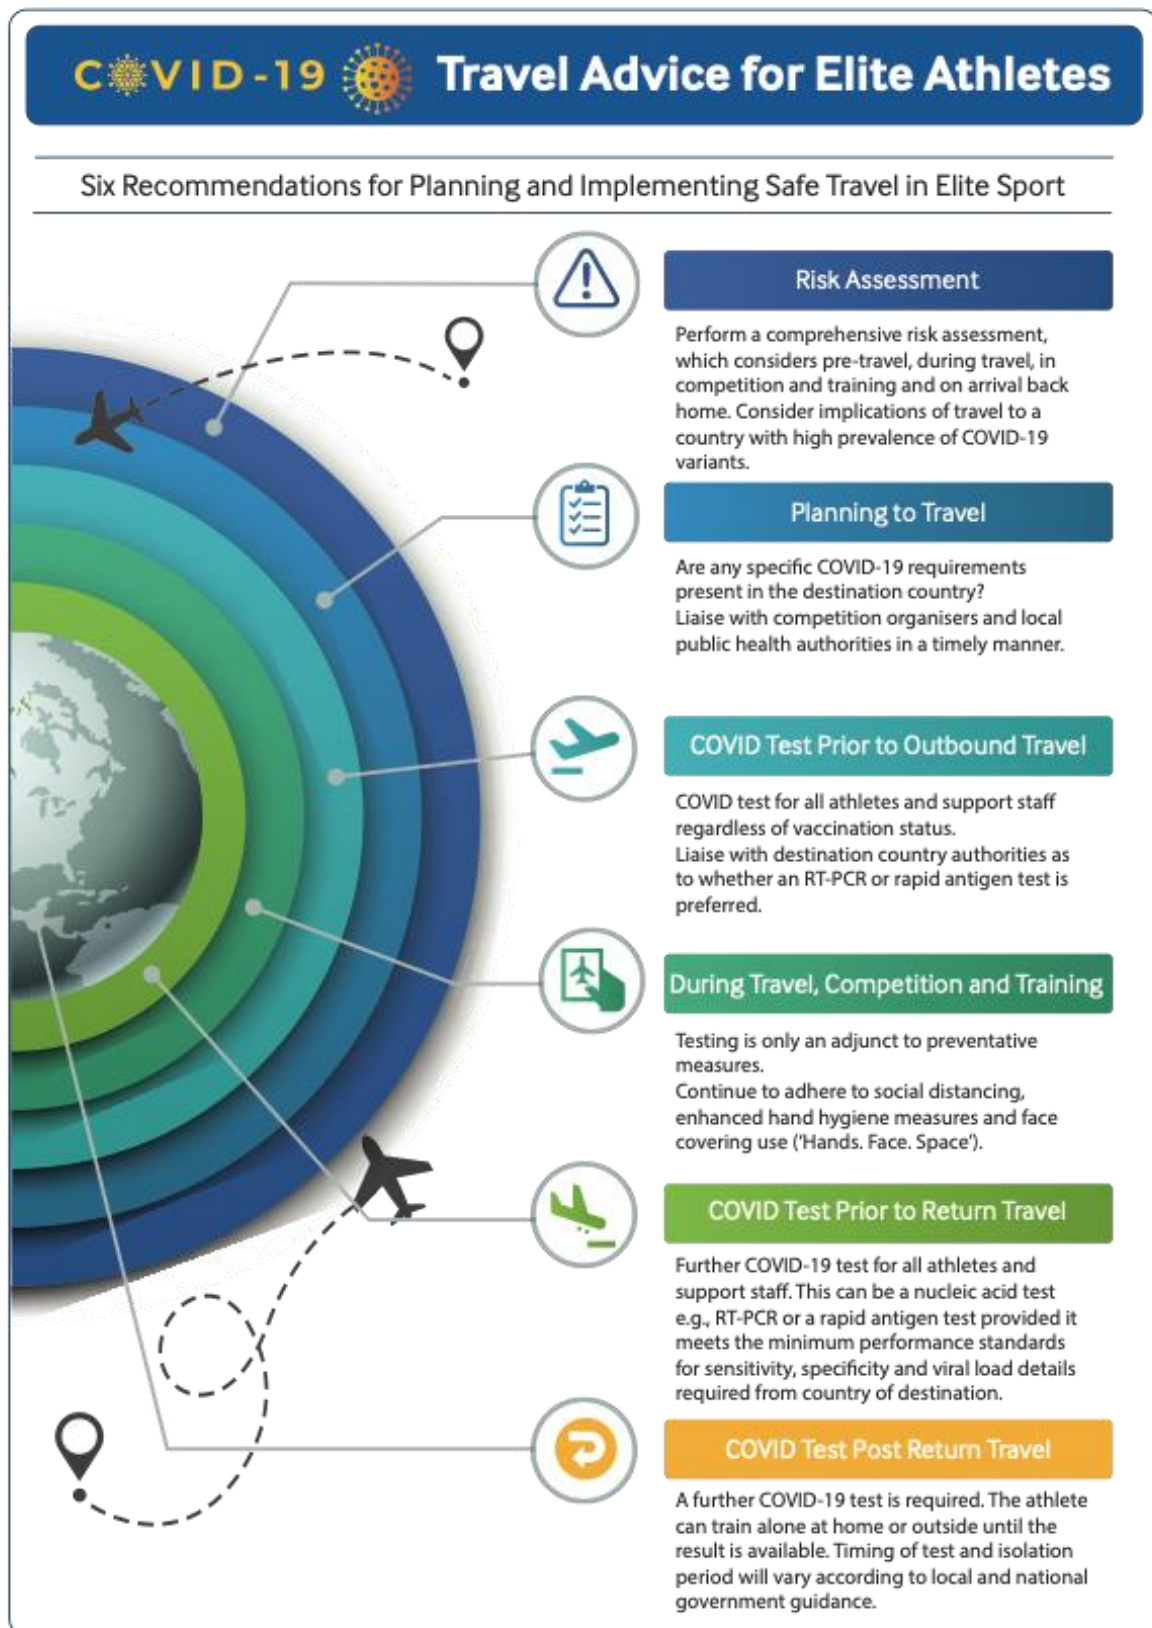 COVID-19 Travel Advice for Elite Athletes
Six Recommendations for Planning and Implementing Safe Travel in Elite Sport
Risk Assessment
Perform a comprehensive risk assessment,
which considers pre-travel, during travel, in
competition and training and on arrival back
home. Consider implications of travel to a
country with high prevalence of COVID-19
variants.
Planning to Travel
Are any specific COVID-19 requirements
present in the destination country?
Liaise with competition organisers and local
public health authorities in a timely manner.
COVID Test Prior to Outbound Travel
COVID test for all athletes and support staff
regardless of vaccination status.
Liaise with destination country authorities as
to whether an RT-PCR or rapid antigen test is
preferred.
During Travel, Competition and Training
Testing is only an adjunct to preventative
measures.
Continue to adhere to social distancing,
enhanced hand hygiene measures and face
covering use (‘Hands. Face. Space’).
COVID Test Prior to Return Travel
Further COVID-19 test for all athletes and
support staff. This can be a nucleic acid test
e.g., RT-PCR or a rapid antigen test provided it
meets the minimum performance standards
for sensitivity, specificity and viral load details
required from country of destination.
COVID Test Post Return Travel
A further COVID-19 test is required. The athlete
can train alone at home or outside until the
result is available. Timing of test and isolation
period will vary according to local and national
government guidance.